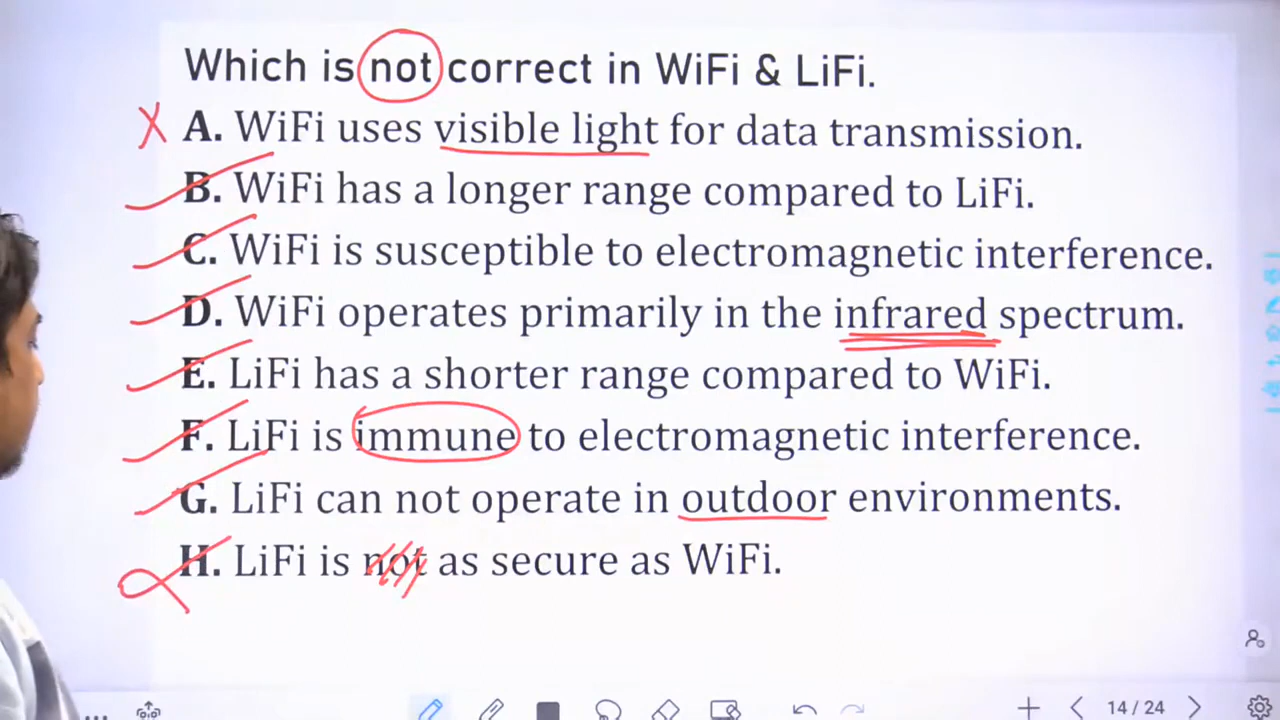 Which is not correct in WiFi & LiFi.
A. WiFi uses visible light for data transmission.
B. WiFi has a longer range compared to LiFi.
C. WiFi is susceptible to electromagnetic interference.
D. WiFi operates primarily in the infrared spectrum.
E. LiFi has a shorter range compared to WiFi.
F. LiFi is immune to electromagnetic interference.
G. LiFi can not operate in outdoor environments.
H. LiFi is not as secure as WiFi.
14 / 24